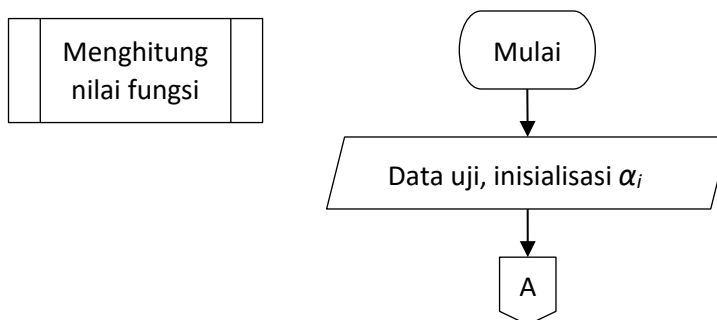 Menghitung
nilai fungsi
Mulai
Data uji, inisialisasi αi
A